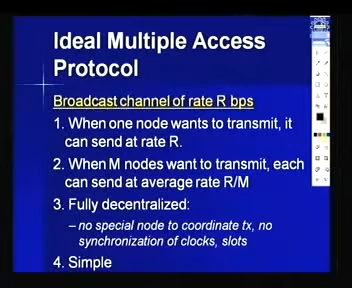 Ideal Multiple Access
Protocol
Broadcast channel of rate R bps
1. When one node wants to transmit, it
can send at rate R.
2. When M nodes want to transmit, each
can send at average rate R/M
3. Fully decentralized:
– no special node to coordinate tx, no
synchronization of clocks, slots
4. Simple